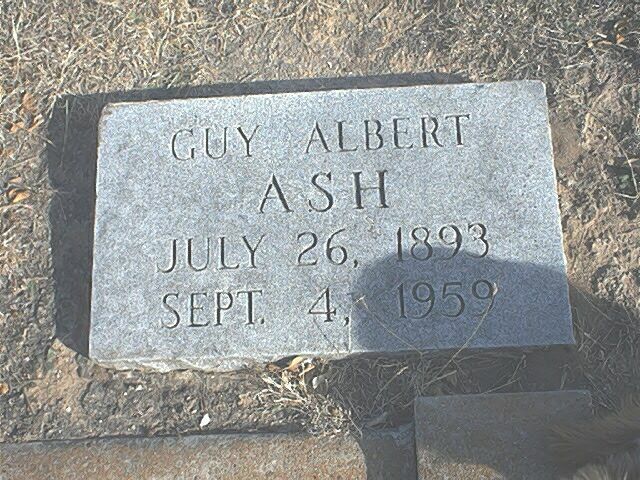 GUY ALBERT
ASH
JULY 26, 1893
SEPT. 4, 1959